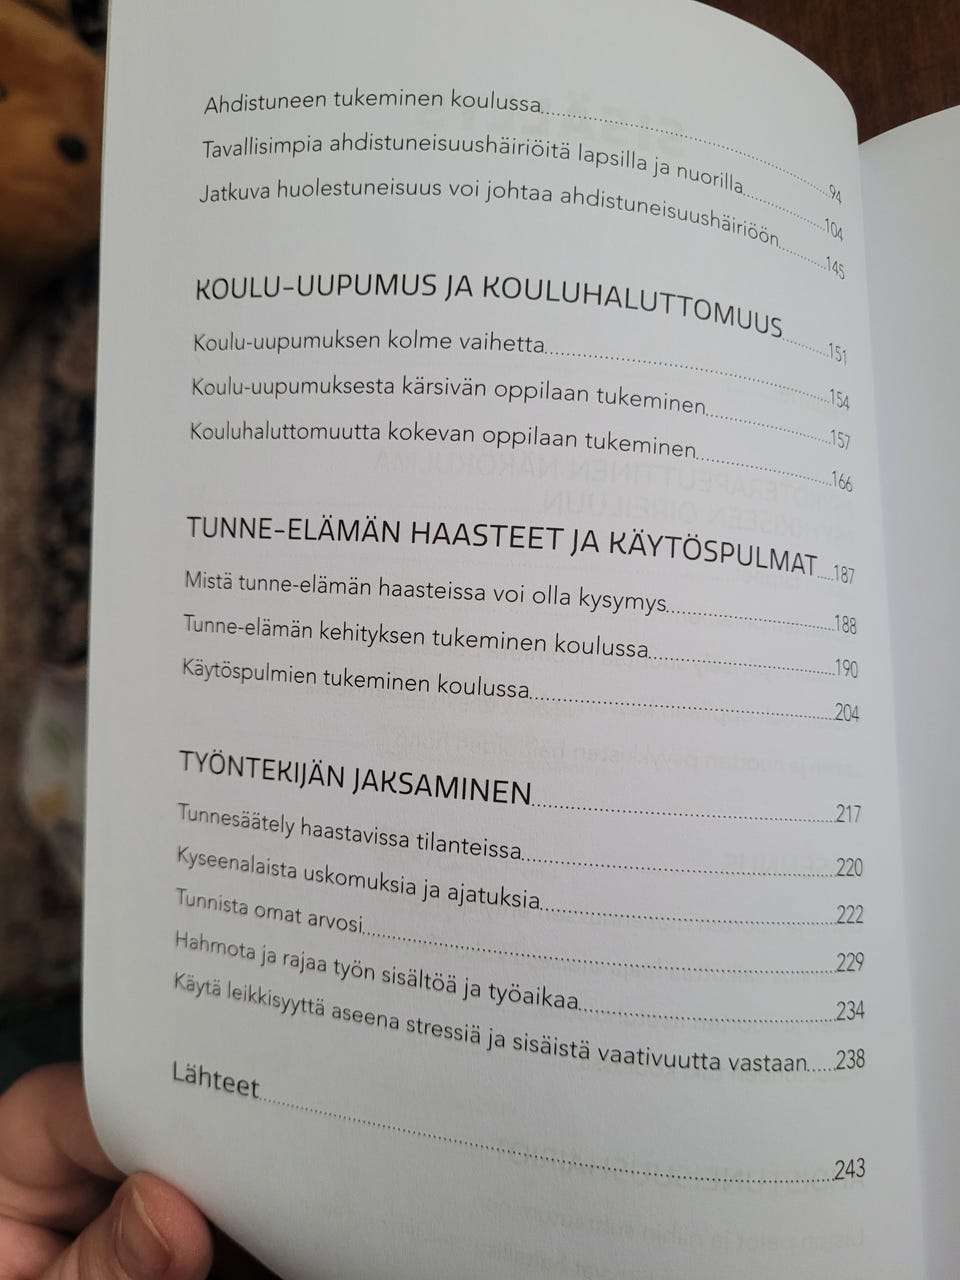 Ahdistuneen tukeminen koulussa 94
Tavallisimpia ahdistuneisuushäiriöitä lapsilla ja nuorilla 104
Jatkuva huolestuneisuus voi johtaa ahdistuneisuushäiriöön 145
KOULU-UUPUMUS JA KOULUHALUTTOMUUS 151
Koulu-uupumuksen kolme vaihetta 154
Koulu-uupumuksesta kärsivän oppilaan tukeminen 157
Kouluhaluttomuutta kokevan oppilaan tukeminen 166
TUNNE-ELÄMÄN HAASTEET JA KÄYTÖSPULMAT 187
Mistä tunne-elämän haasteissa voi olla kysymys 188
Tunne-elämän kehityksen tukeminen koulussa 190
Käytöspulmien tukeminen koulussa 204
TYÖNTEKIJÄN JAKSAMINEN 217
Tunnesäätely haastavissa tilanteissa 220
Kyseenalaista uskomuksia ja ajatuksia 222
Tunnista omat arvosi 229
Hahmota ja rajaa työn sisältöä ja työaikaa 234
Käytä leikkisyyttä aseena stressiä ja sisäistä vaativuutta vastaan 238
Lähteet 243